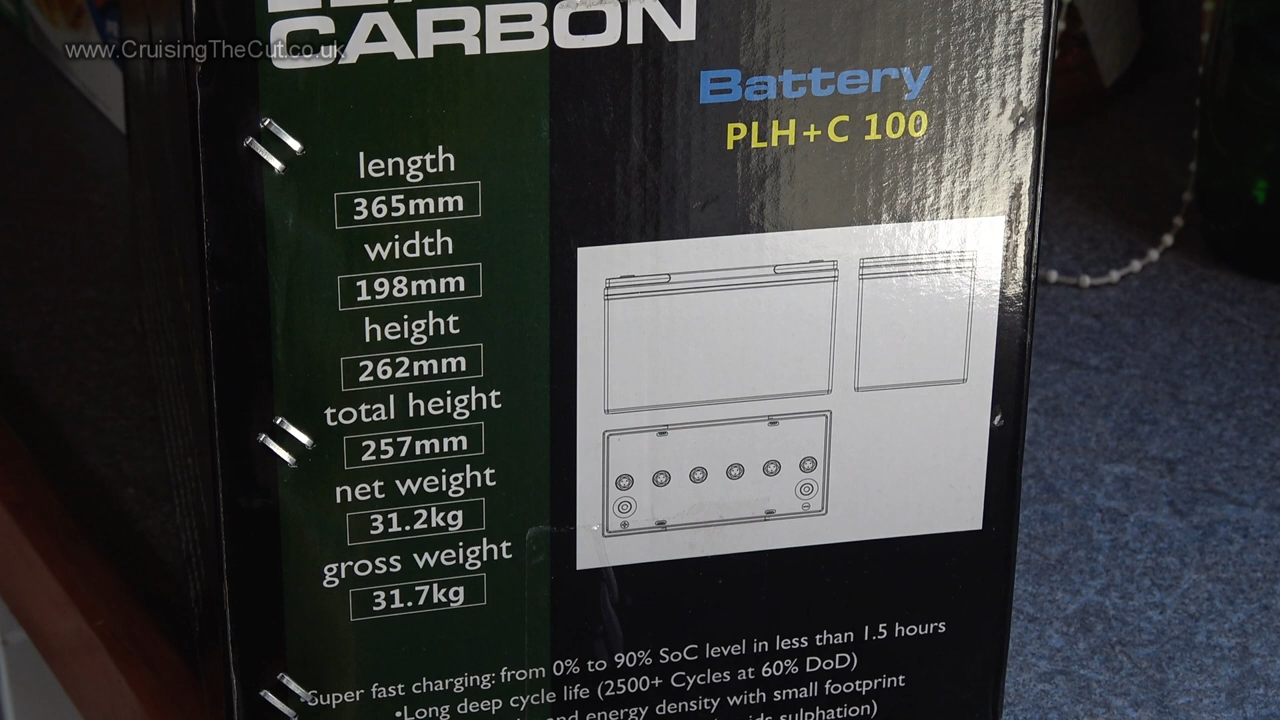 www.CruisingTheCut.co.uk
CARBON
Battery
PLH+C 100
length
365mm
width
198mm
height
262mm
total height
257mm
net weight
31.2kg
gross weight
31.7kg
Super fast charging: from 0% to 90% SoC level in less than 1.5 hours
•Long deep cycle life (2500+ Cycles at 60% DoD)
and energy density with small footprint
sulphation)